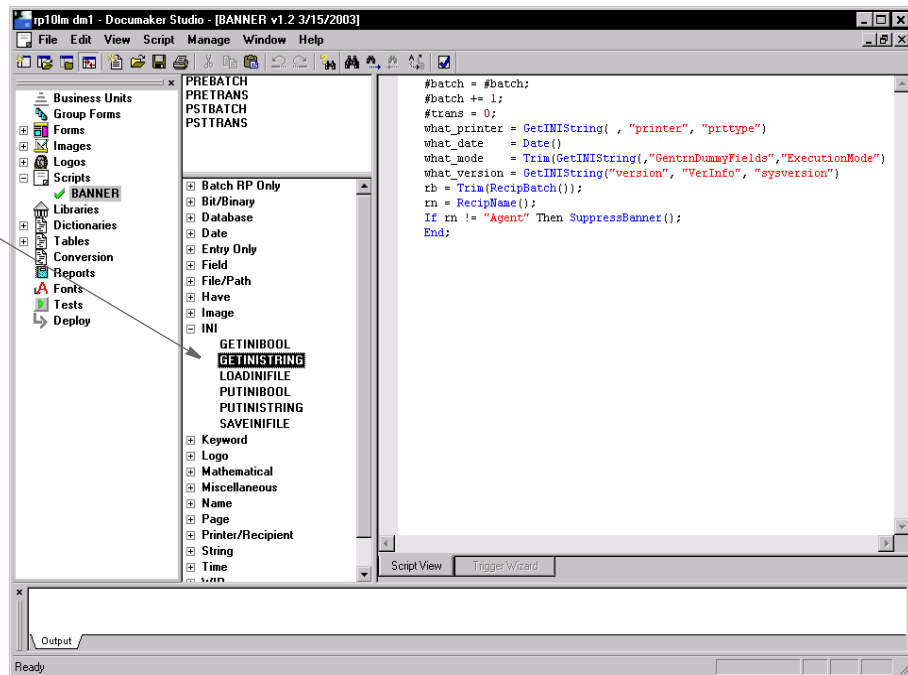 rp10lm dm1 - Documaker Studio - [BANNER v1.2 3/15/2003]
File Edit View Script Manage Window Help
Business Units
Group Forms
Forms
Images
Logos
Scripts
BANNER
Libraries
Dictionaries
Tables
Conversion
Reports
Fonts
Tests
Deploy
PREBATCH
PRETRANS
PSTBATCH
PSTTRANS
Batch RP Only
Bit/Binary
Database
Date
Entry Only
Field
File/Path
Have
Image
INI
GETINIBOOL
GETINISTRING
LOADINIFILE
PUTINIBOOL
PUTINISTRING
SAVEINIFILE
Keyword
Logo
Mathematical
Miscellaneous
Name
Page
Printer/Recipient
String
Time
WIP
#batch = #batch;
#batch += 1;
#trans = 0;
what_printer = GetINIString( , "printer", "prttype")
what_date    = Date()
what_mode    = Trim(GetINIString(,"GentrnDummyFields","ExecutionMode")
what_version = GetINIString("version", "VerInfo", "sysversion")
rb = Trim(RecipBatch());
rn = RecipName();
If rn != "Agent" Then SuppressBanner();
End;
Script View Trigger Wizard
Output
Ready